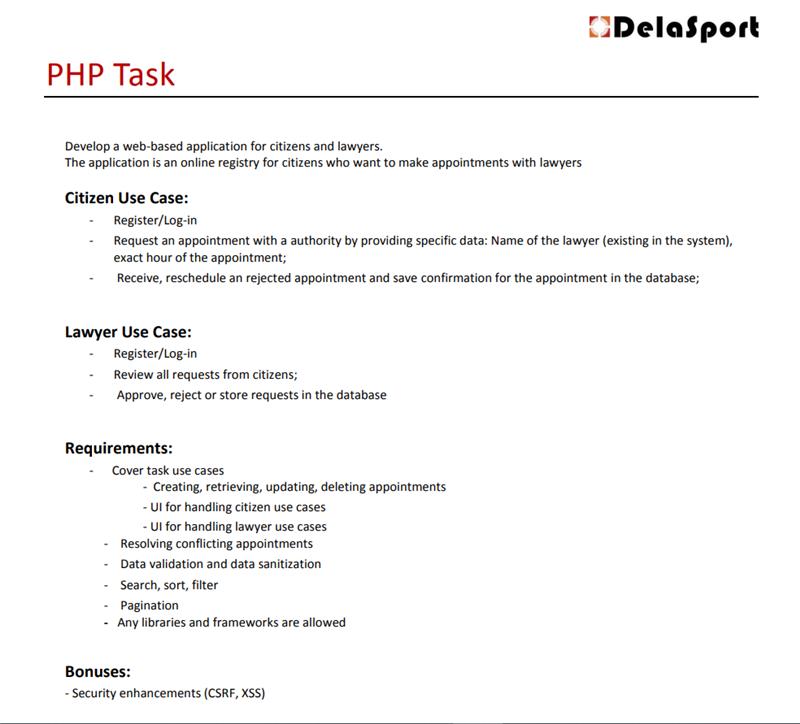 DelaSport
PHP Task
Develop a web-based application for citizens and lawyers.
The application is an online registry for citizens who want to make appointments with lawyers
Citizen Use Case:
- Register/Log-in
- Request an appointment with a authority by providing specific data: Name of the lawyer (existing in the system),
exact hour of the appointment;
- Receive, reschedule an rejected appointment and save confirmation for the appointment in the database;
Lawyer Use Case:
- Register/Log-in
- Review all requests from citizens;
- Approve, reject or store requests in the database
Requirements:
- Cover task use cases
- Creating, retrieving, updating, deleting appointments
- UI for handling citizen use cases
- UI for handling lawyer use cases
- Resolving conflicting appointments
- Data validation and data sanitization
- Search, sort, filter
- Pagination
- Any libraries and frameworks are allowed
Bonuses:
- Security enhancements (CSRF, XSS)